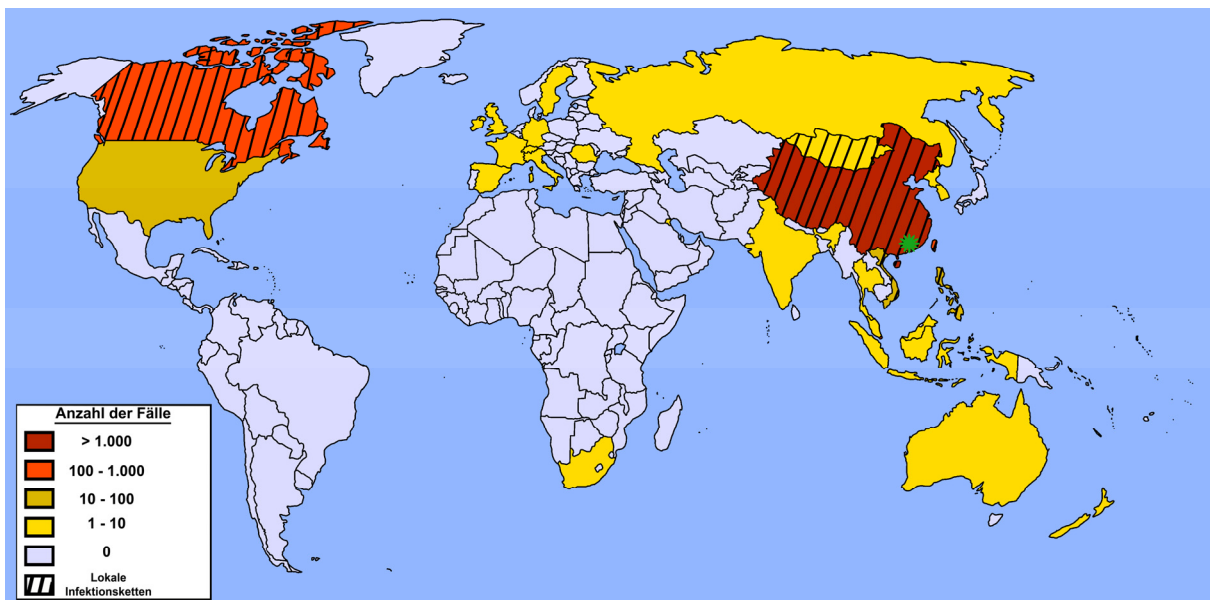 Anzahl der Fälle
> 1.000
100 - 1.000
10 - 100
1 - 10
0
Lokale
Infektionsketten